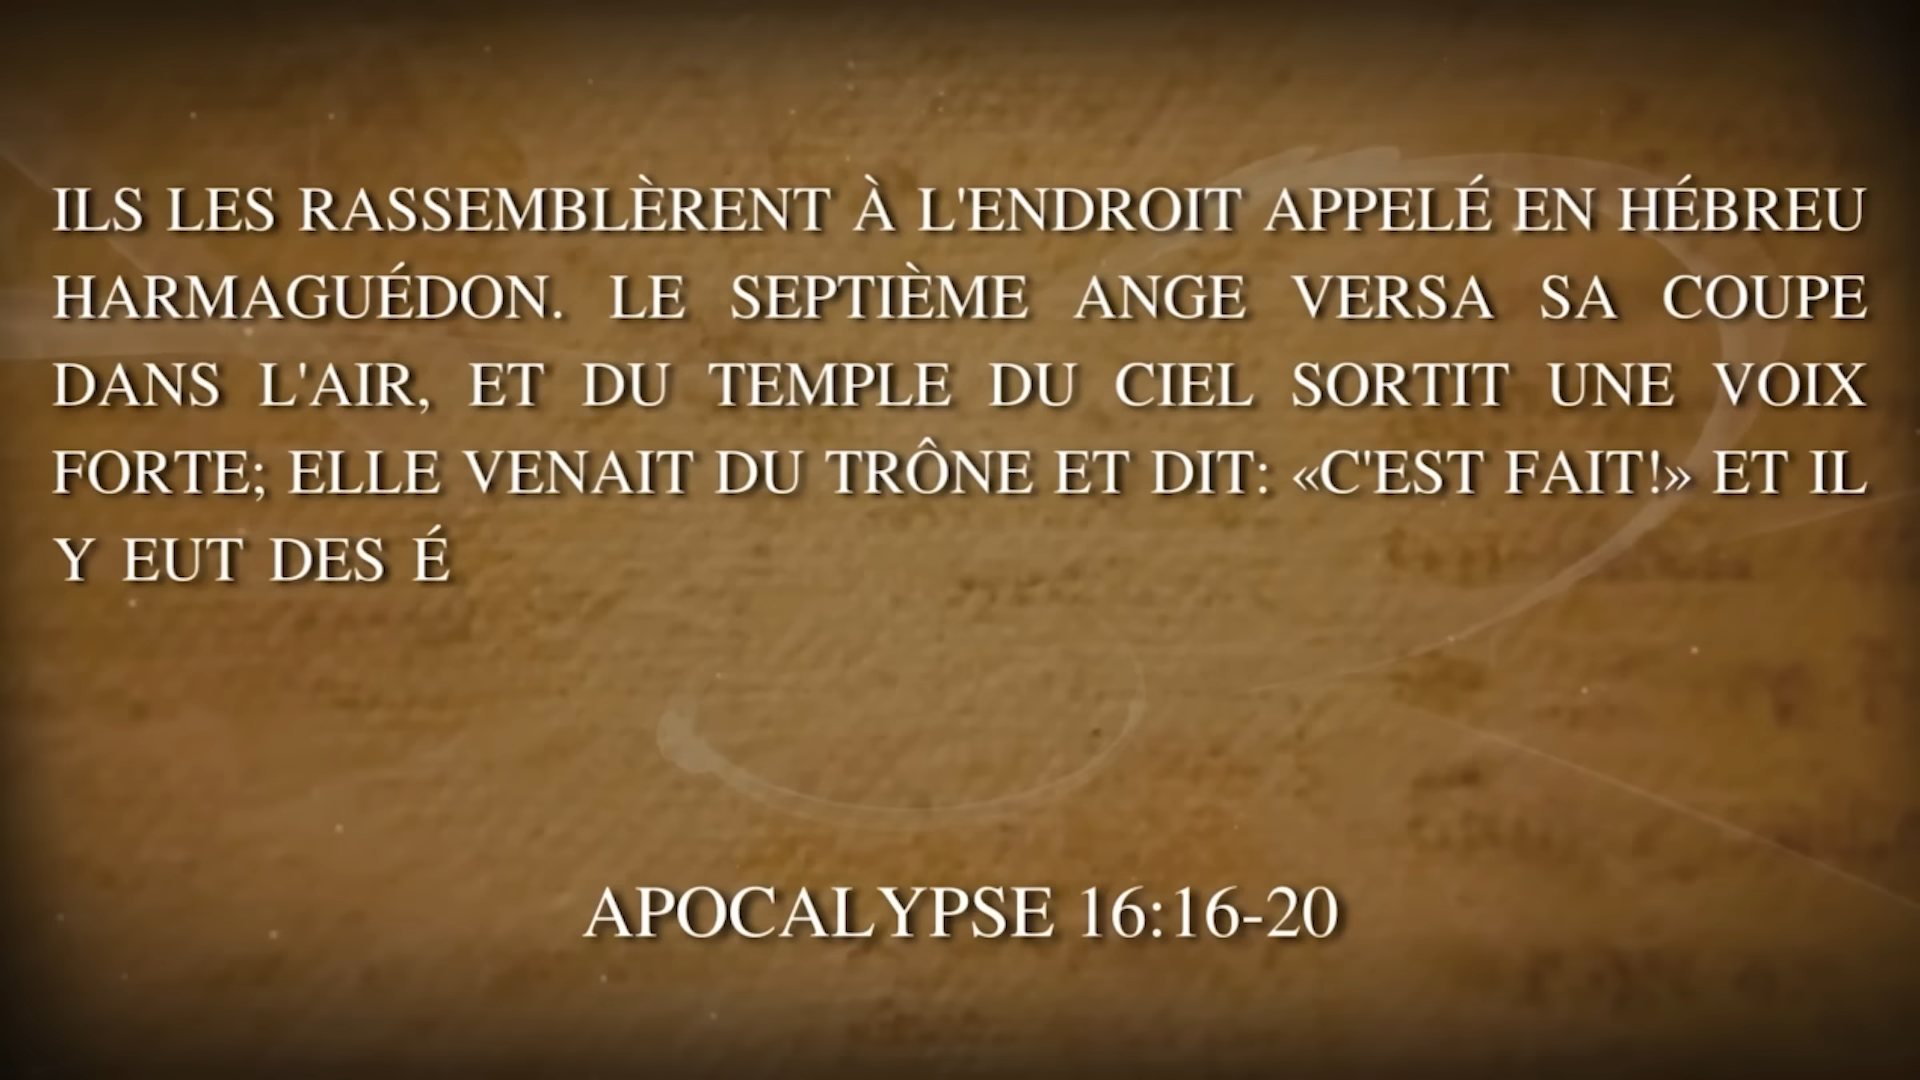 ILS LES RASSEMBLÈRENT À L'ENDROIT APPELÉ EN HÉBREU
HARMAGUÉDON. LE SEPTIÈME ANGE VERSA SA COUPE
DANS L'AIR, ET DU TEMPLE DU CIEL SORTIT UNE VOIX
FORTE; ELLE VENAIT DU TRÔNE ET DIT: «C'EST FAIT!» ET IL
Y EUT DES É
APOCALYPSE 16:16-20